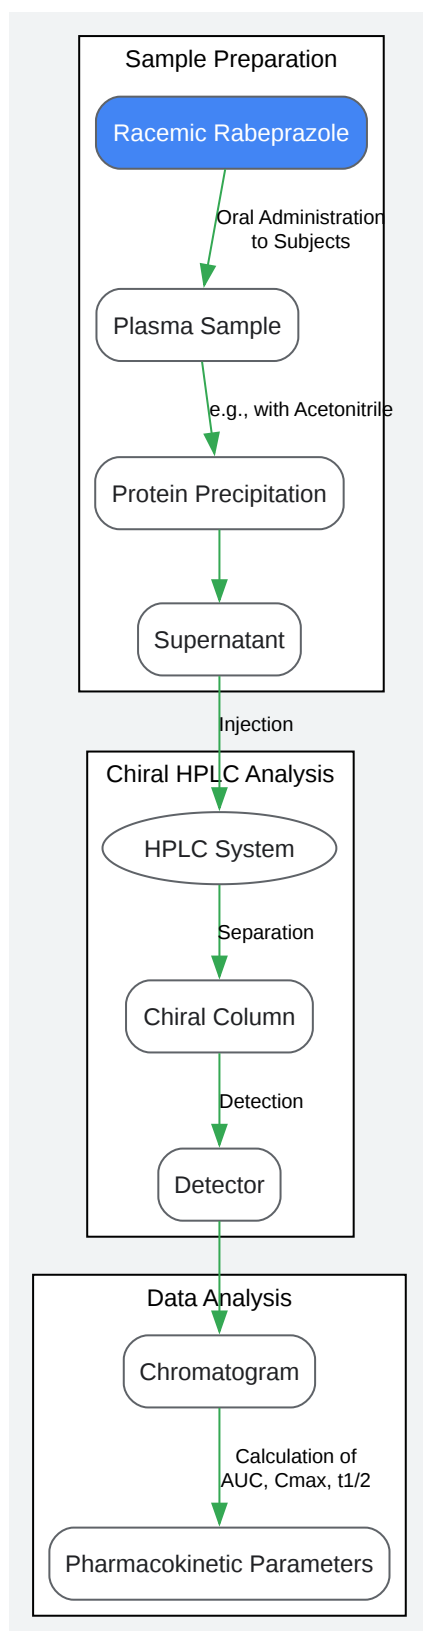 Sample Preparation
Racemic Rabeprazole
Oral Administration
to Subjects
Plasma Sample
e.g., with Acetonitrile
Protein Precipitation
Supernatant
Injection
Chiral HPLC Analysis
HPLC System
Separation
Chiral Column
Detection
Detector
Data Analysis
Chromatogram
Calculation of
AUC, Cmax, t1/2
Pharmacokinetic Parameters